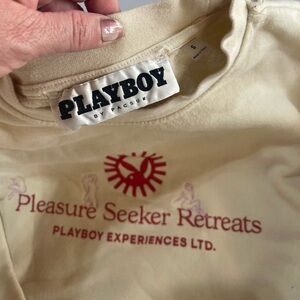 PLAYBOY
BY PACSUN
S
Pleasure Seeker Retreats
PLAYBOY EXPERIENCES LTD.